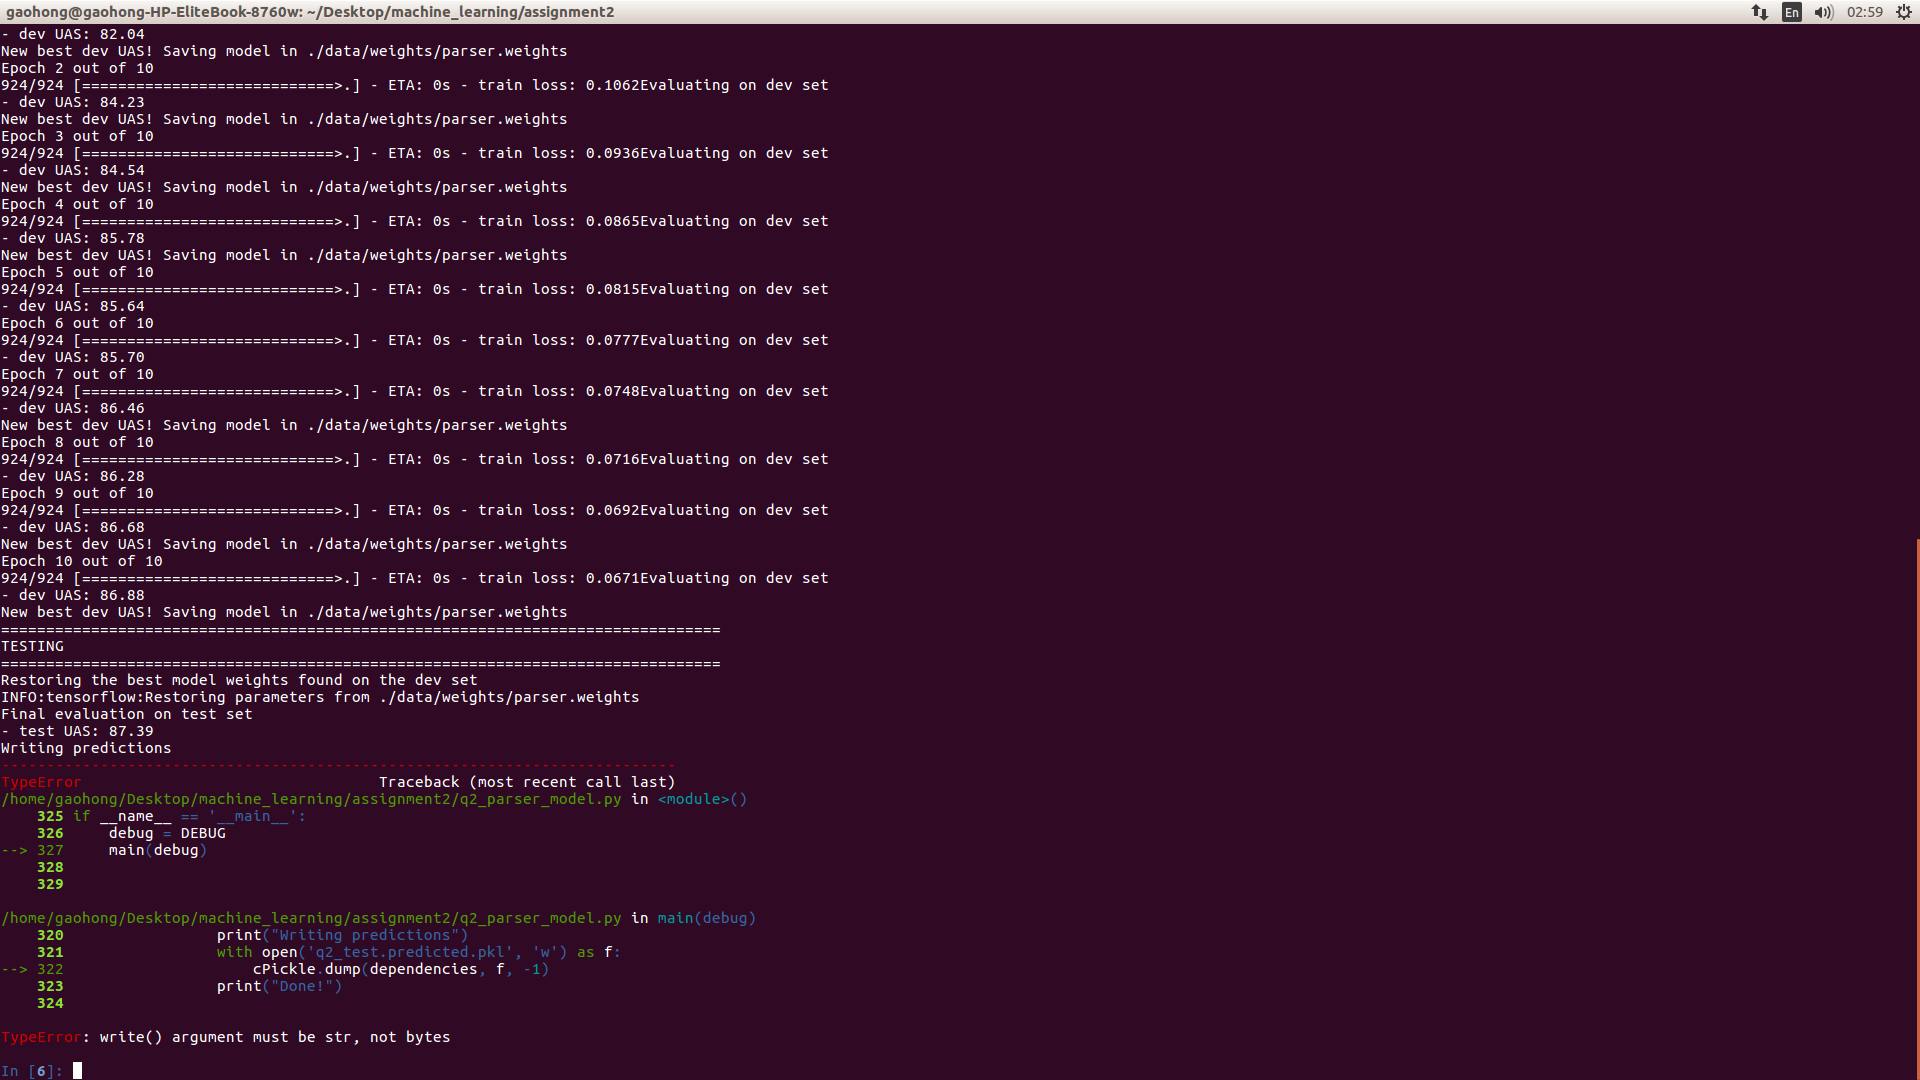 gaohong@gaohong-HP-EliteBook-8760w: ~/Desktop/machine_learning/assignment2
En
02:59
- dev UAS: 82.04
New best dev UAS! Saving model in ./data/weights/parser.weights
Epoch 2 out of 10
924/924 [============================>.] - ETA: 0s - train loss: 0.1062Evaluating on dev set
- dev UAS: 84.23
New best dev UAS! Saving model in ./data/weights/parser.weights
Epoch 3 out of 10
924/924 [============================>.] - ETA: 0s - train loss: 0.0936Evaluating on dev set
- dev UAS: 84.54
New best dev UAS! Saving model in ./data/weights/parser.weights
Epoch 4 out of 10
924/924 [============================>.] - ETA: 0s - train loss: 0.0865Evaluating on dev set
- dev UAS: 85.78
New best dev UAS! Saving model in ./data/weights/parser.weights
Epoch 5 out of 10
924/924 [============================>.] - ETA: 0s - train loss: 0.0815Evaluating on dev set
- dev UAS: 85.64
Epoch 6 out of 10
924/924 [============================>.] - ETA: 0s - train loss: 0.0777Evaluating on dev set
- dev UAS: 85.70
Epoch 7 out of 10
924/924 [============================>.] - ETA: 0s - train loss: 0.0748Evaluating on dev set
- dev UAS: 86.46
New best dev UAS! Saving model in ./data/weights/parser.weights
Epoch 8 out of 10
924/924 [============================>.] - ETA: 0s - train loss: 0.0716Evaluating on dev set
- dev UAS: 86.28
Epoch 9 out of 10
924/924 [============================>.] - ETA: 0s - train loss: 0.0692Evaluating on dev set
- dev UAS: 86.68
New best dev UAS! Saving model in ./data/weights/parser.weights
Epoch 10 out of 10
924/924 [============================>.] - ETA: 0s - train loss: 0.0671Evaluating on dev set
- dev UAS: 86.88
New best dev UAS! Saving model in ./data/weights/parser.weights
================================================================================
TESTING
================================================================================
Restoring the best model weights found on the dev set
INFO:tensorflow:Restoring parameters from ./data/weights/parser.weights
Final evaluation on test set
- test UAS: 87.39
Writing predictions
---------------------------------------------------------------------------
TypeError                                 Traceback (most recent call last)
/home/gaohong/Desktop/machine_learning/assignment2/q2_parser_model.py in <module>()
    325 if __name__ == '__main__':
    326     debug = DEBUG
--> 327     main(debug)
    328
    329
/home/gaohong/Desktop/machine_learning/assignment2/q2_parser_model.py in main(debug)
    320                 print("Writing predictions")
    321                 with open('q2_test.predicted.pkl', 'w') as f:
--> 322                     cPickle.dump(dependencies, f, -1)
    323                 print("Done!")
    324
TypeError: write() argument must be str, not bytes
In [6]: